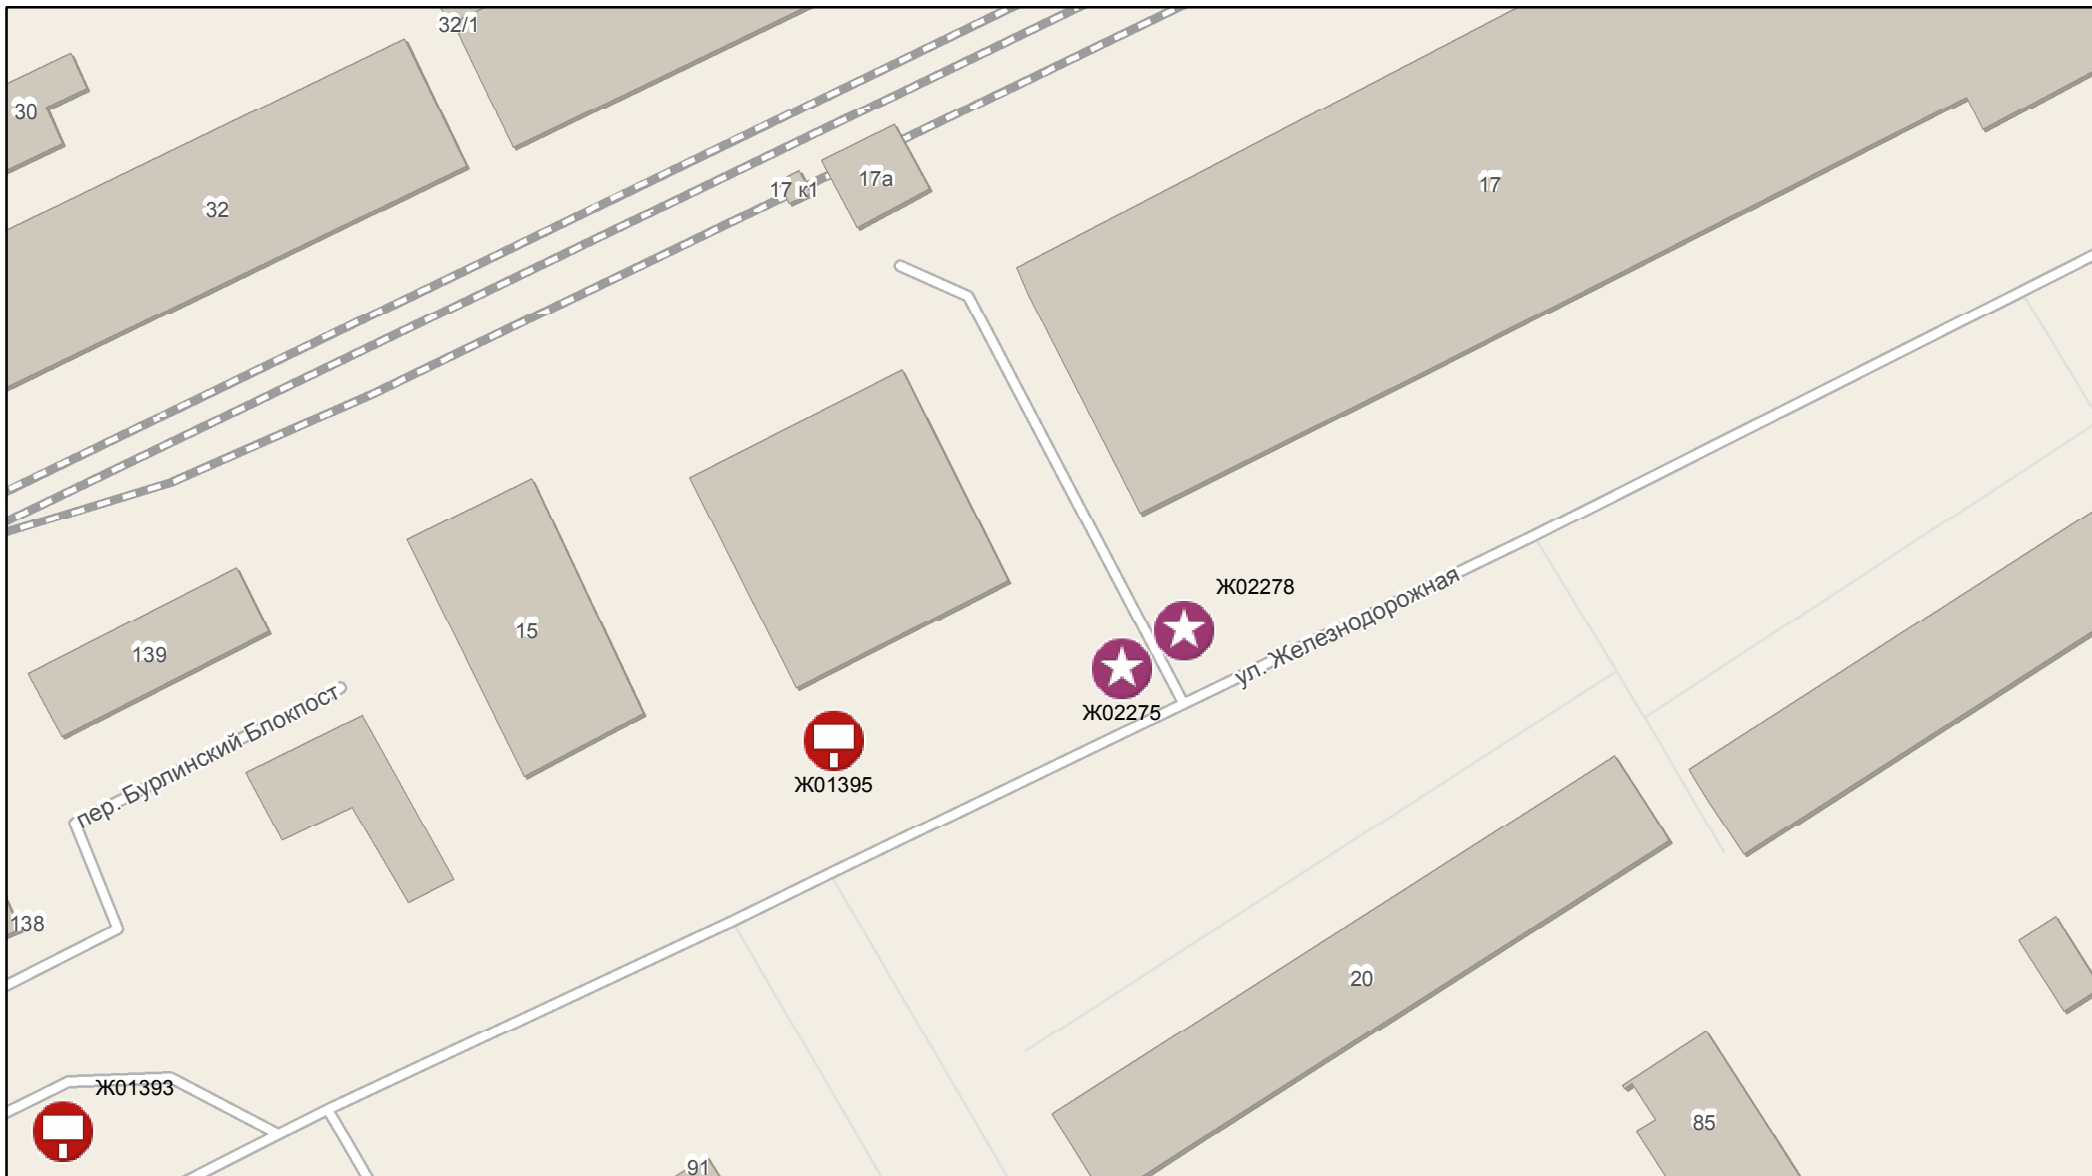 32/1
30
32
17 к1
17а
17
Ж02278
ул. Железнодорожная
15
139
Ж02275
пер. Бурлинский Блокпост
Ж01395
138
20
Ж01393
85
91